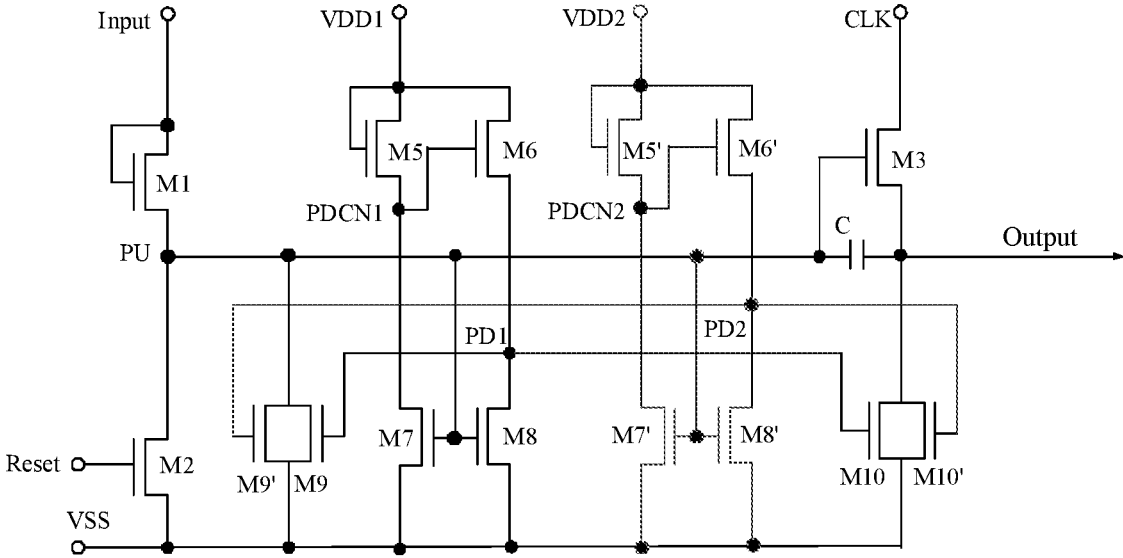 Input
VDD1
VDD2
CLK
M5
M6
M5'
M6'
M3
M1
PDCN1
PDCN2
C
PU
Output
PD1
PD2
M7
M8
M7'
M8'
Reset
M2
M9'
M9
M10
M10'
VSS